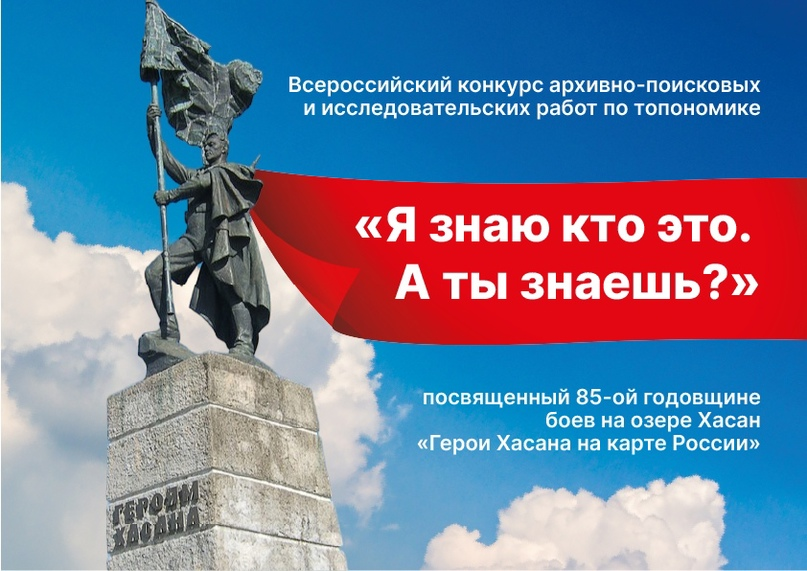 Всероссийский конкурс архивно-поисковых
и исследовательских работ по топономике
«Я знаю кто это.
А ты знаешь?»
посвященный 85-ой годовщине
боев на озере Хасан
«Герои Хасана на карте России»
ГЕРОЯМ
ХАСАНА